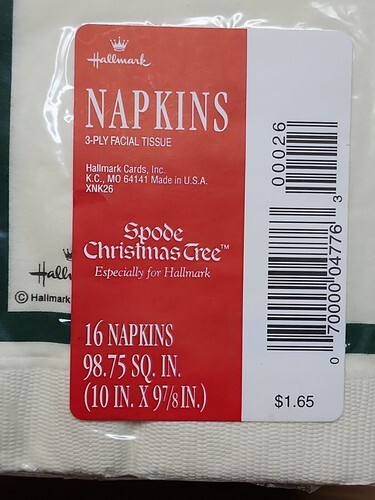 Hallmark
NAPKINS
3-PLY FACIAL TISSUE
Hallmark Cards, Inc.
K.C., MO 64141 Made in U.S.A.
XNK26
Spode
Christmas Tree™
Especially for Hallmark
16 NAPKINS
98.75 SQ. IN.
(10 IN. X 9 7/8 IN.)
00026
0 70000 04776 3
$1.65
© Hallmark